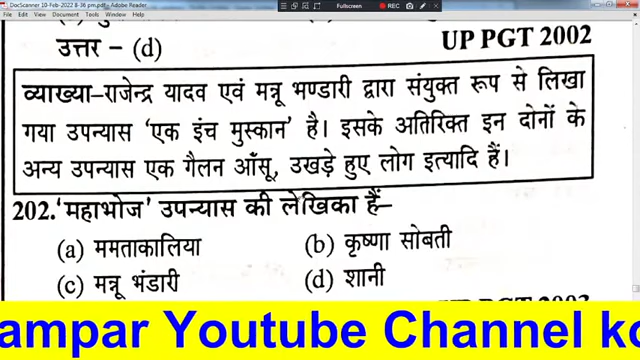 DocScanner 10-Feb-2022 8-36 pm.pdf - Adobe Reader
File Edit View Document Tools Window Help
Fullscreen REC
उत्तर – (d) UP PGT 2002
व्याख्या–राजेन्द्र यादव एवं मन्नू भण्डारी द्वारा संयुक्त रूप से लिखा
गया उपन्यास 'एक इंच मुस्कान' है। इसके अतिरिक्त इन दोनों के
अन्य उपन्यास एक गैलन आँसू, उखड़े हुए लोग इत्यादि हैं।
202. 'महाभोज' उपन्यास की लेखिका हैं–
(a) ममताकालिया (b) कृष्णा सोबती
(c) मन्नू भंडारी (d) शानी
ampar Youtube Channel ko